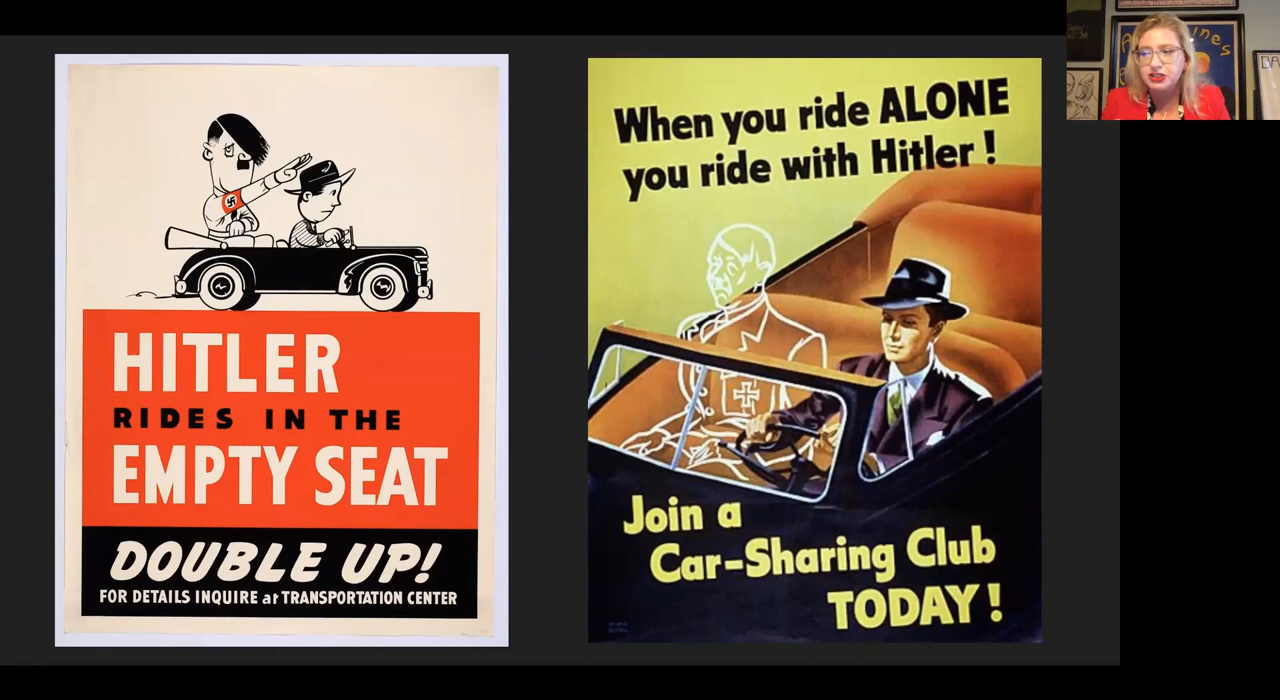 HITLER
RIDES IN THE
EMPTY SEAT
DOUBLE UP!
FOR DETAILS INQUIRE at TRANSPORTATION CENTER
When you ride ALONE
you ride with Hitler!
Join a
Car-Sharing Club
TODAY!